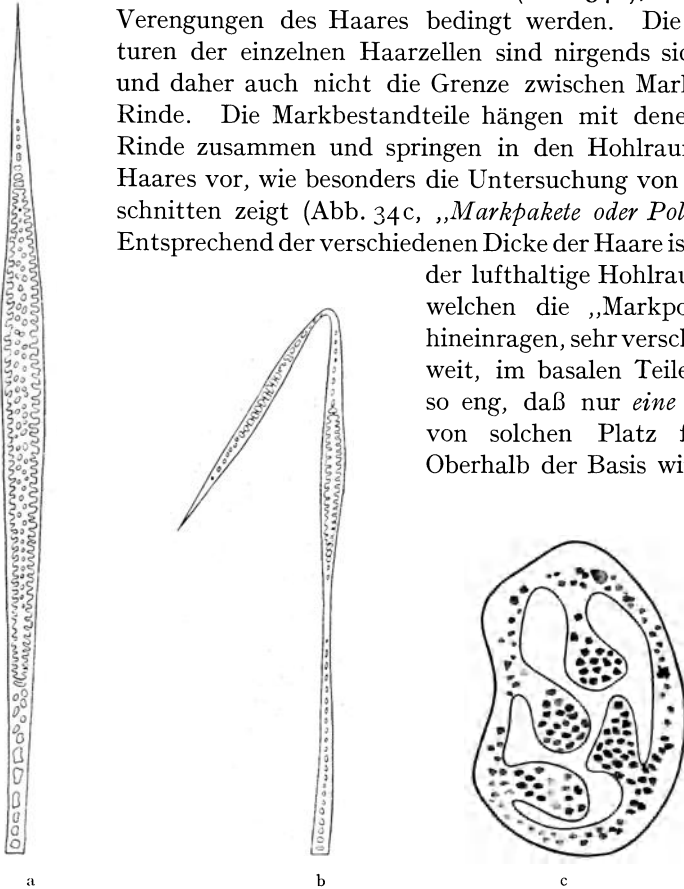 Verengungen des Haares bedingt werden. Die
turen der einzelnen Haarzellen sind nirgends sic
und daher auch nicht die Grenze zwischen Mark
Rinde. Die Markbestandteile hängen mit dene
Rinde zusammen und springen in den Hohlrau
Haares vor, wie besonders die Untersuchung von
schnitten zeigt (Abb. 34c, ,,Markpakete oder Pol
Entsprechend der verschiedenen Dicke der Haare ist
der lufthaltige Hohlrau
welchen die ,,Markpo
hineinragen, sehr versch
weit, im basalen Teile
so eng, daß nur eine
von solchen Platz f
Oberhalb der Basis wi
a b c